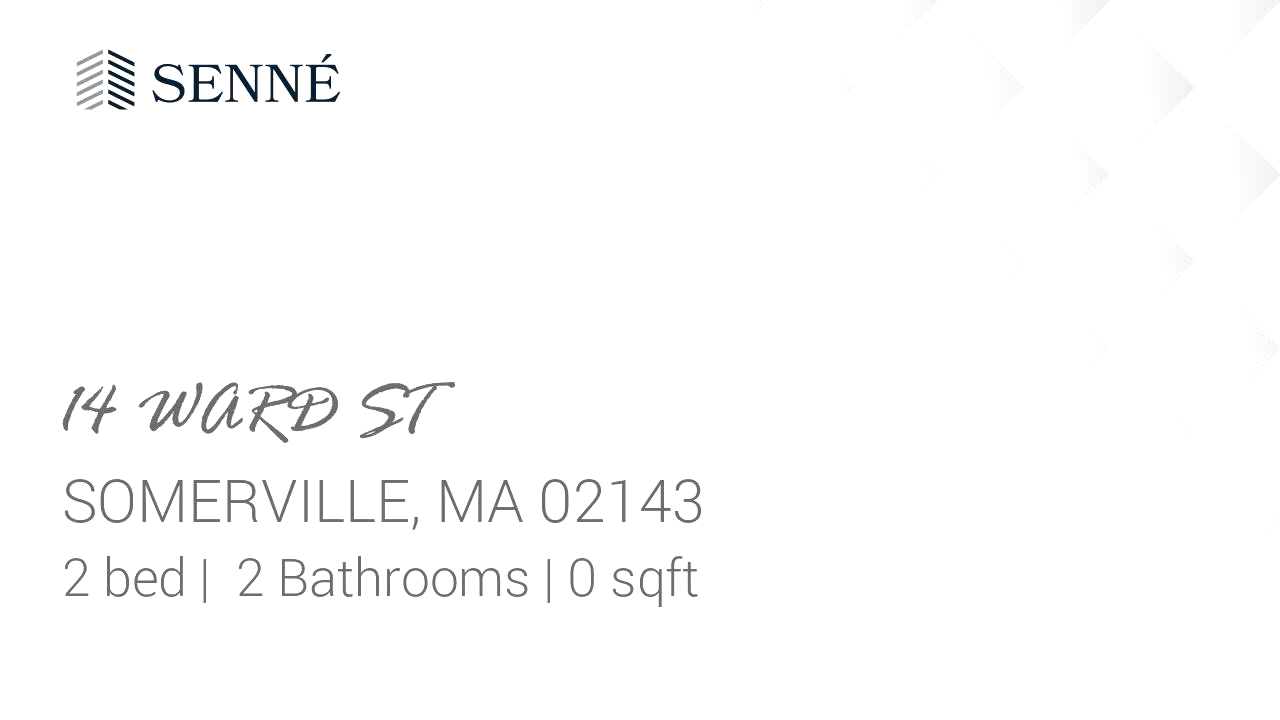 SENNÉ
14 WARD ST
SOMERVILLE, MA 02143
2 bed | 2 Bathrooms | 0 sqft